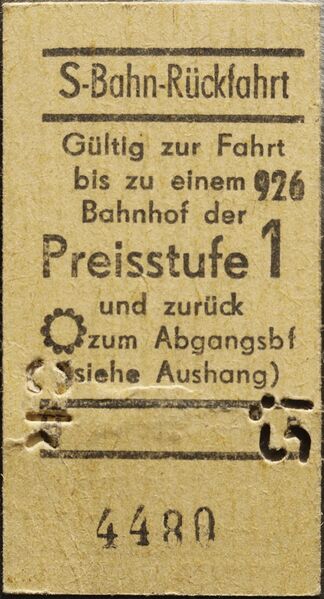 S-Bahn-Rückfahrt
Gültig zur Fahrt
bis zu einem 926
Bahnhof der
Preisstufe 1
und zurück
zum Abgangsbf
(siehe Aushang)
4480